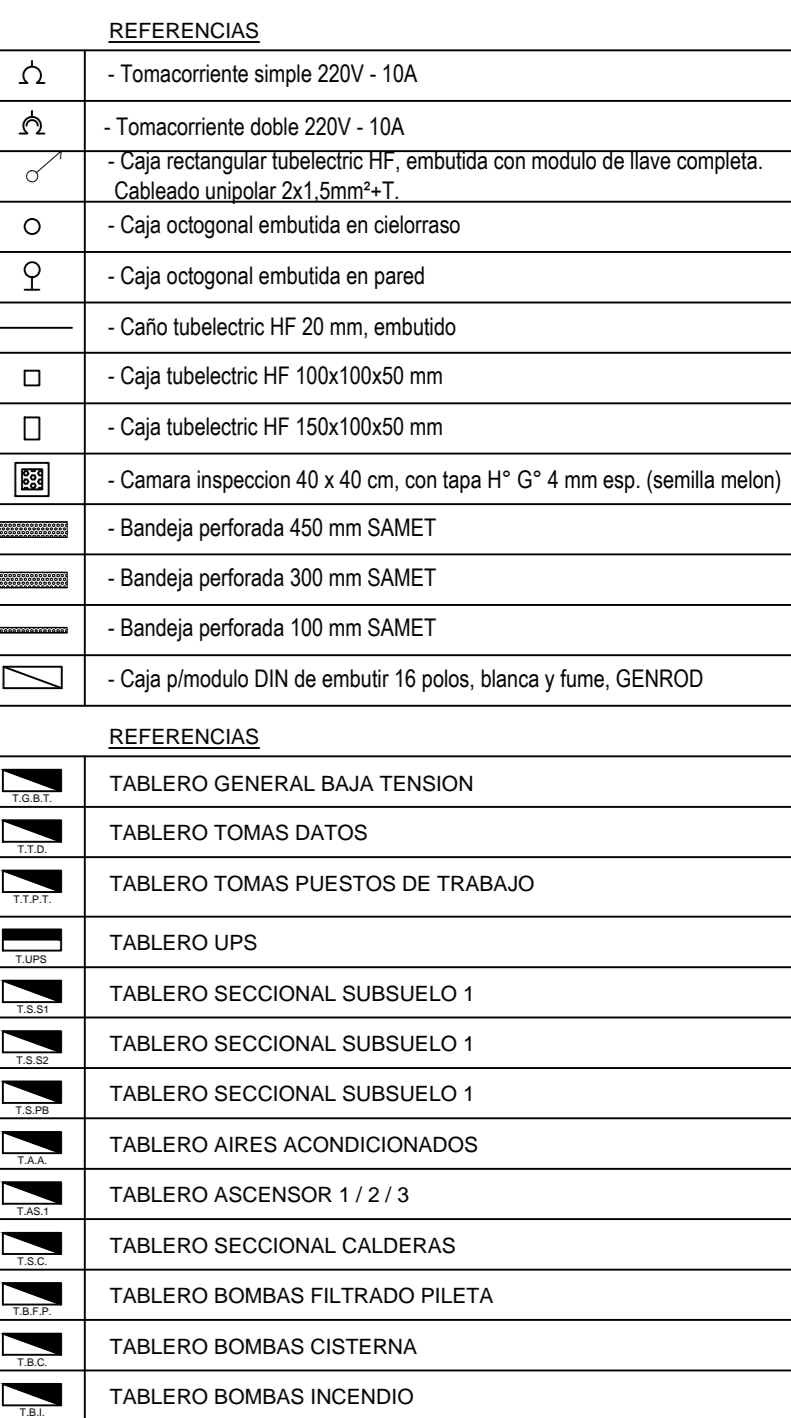 REFERENCIAS
- Tomacorriente simple 220V - 10A
- Tomacorriente doble 220V - 10A
- Caja rectangular tubelectric HF, embutida con modulo de llave completa.
Cableado unipolar 2x1,5mm²+T.
- Caja octogonal embutida en cielorraso
- Caja octogonal embutida en pared
- Caño tubelectric HF 20 mm, embutido
- Caja tubelectric HF 100x100x50 mm
- Caja tubelectric HF 150x100x50 mm
- Camara inspeccion 40 x 40 cm, con tapa H° G° 4 mm esp. (semilla melon)
- Bandeja perforada 450 mm SAMET
- Bandeja perforada 300 mm SAMET
- Bandeja perforada 100 mm SAMET
- Caja p/modulo DIN de embutir 16 polos, blanca y fume, GENROD
REFERENCIAS
T.G.B.T. TABLERO GENERAL BAJA TENSION
T.T.D. TABLERO TOMAS DATOS
T.T.P.T. TABLERO TOMAS PUESTOS DE TRABAJO
T.UPS TABLERO UPS
T.S.S1 TABLERO SECCIONAL SUBSUELO 1
T.S.S2 TABLERO SECCIONAL SUBSUELO 1
T.S.PB TABLERO SECCIONAL SUBSUELO 1
T.A.A. TABLERO AIRES ACONDICIONADOS
T.AS.1 TABLERO ASCENSOR 1 / 2 / 3
T.S.C. TABLERO SECCIONAL CALDERAS
T.B.F.P. TABLERO BOMBAS FILTRADO PILETA
T.B.C. TABLERO BOMBAS CISTERNA
T.B.I. TABLERO BOMBAS INCENDIO